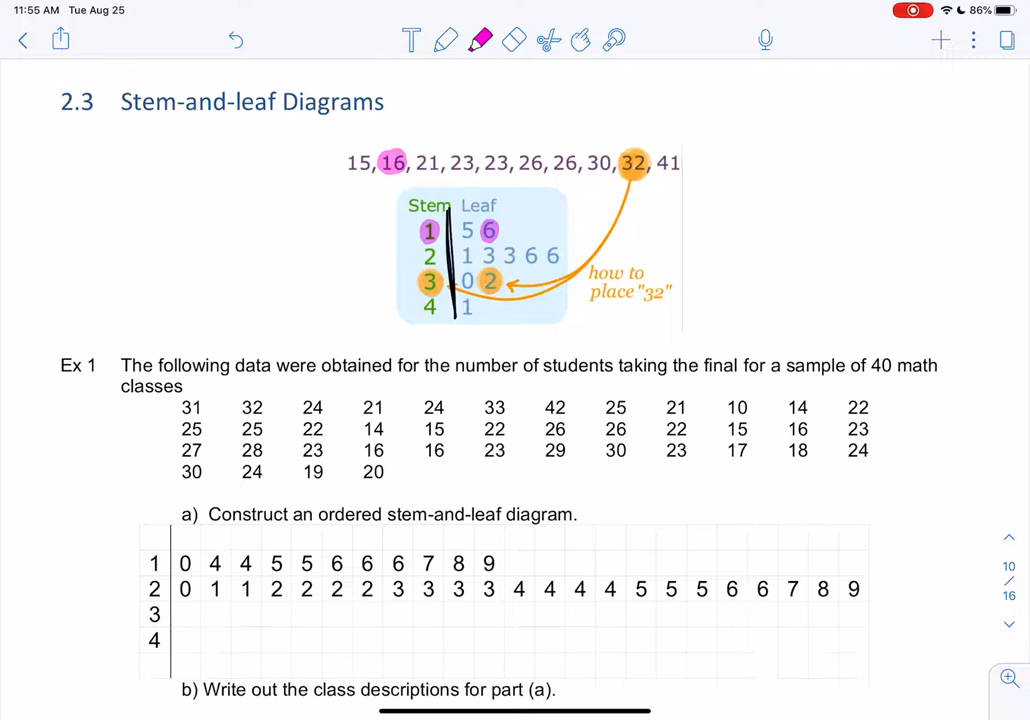 11:55 AM Tue Aug 25
86%
2.3 Stem-and-leaf Diagrams
15, 16, 21, 23, 23, 26, 26, 30, 32, 41
Stem Leaf
1 5 6
2 1 3 3 6 6
3 0 2
4 1
how to
place "32"
Ex 1 The following data were obtained for the number of students taking the final for a sample of 40 math
classes
31 32 24 21 24 33 42 25 21 10 14 22
25 25 22 14 15 22 26 26 22 15 16 23
27 28 23 16 16 23 29 30 23 17 18 24
30 24 19 20
a) Construct an ordered stem-and-leaf diagram.
1 0 4 4 5 5 6 6 6 7 8 9
2 0 1 1 2 2 2 2 3 3 3 3 4 4 4 4 5 5 5 6 6 7 8 9
3
4
b) Write out the class descriptions for part (a).
10
/
16